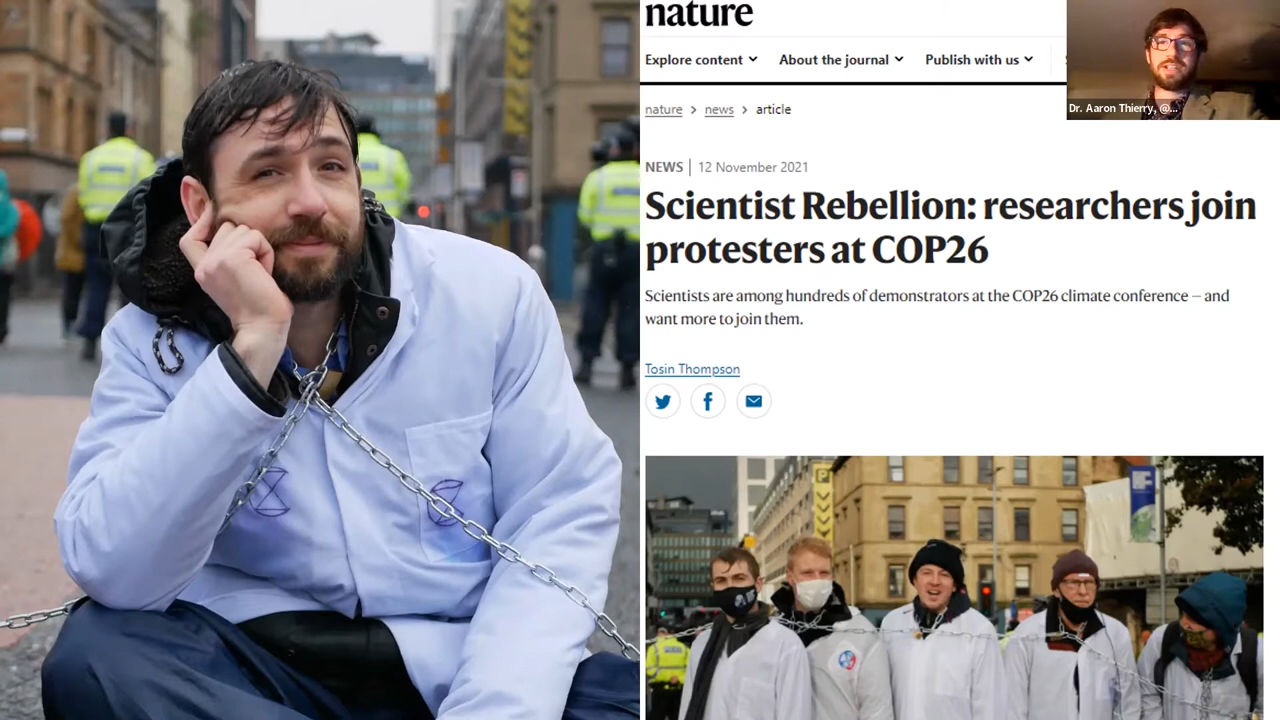 nature
Explore content
About the journal
Publish with us
Dr. Aaron Thierry, @...
nature > news > article
NEWS | 12 November 2021
Scientist Rebellion: researchers join
protesters at COP26
Scientists are among hundreds of demonstrators at the COP26 climate conference – and
want more to join them.
Tosin Thompson
P